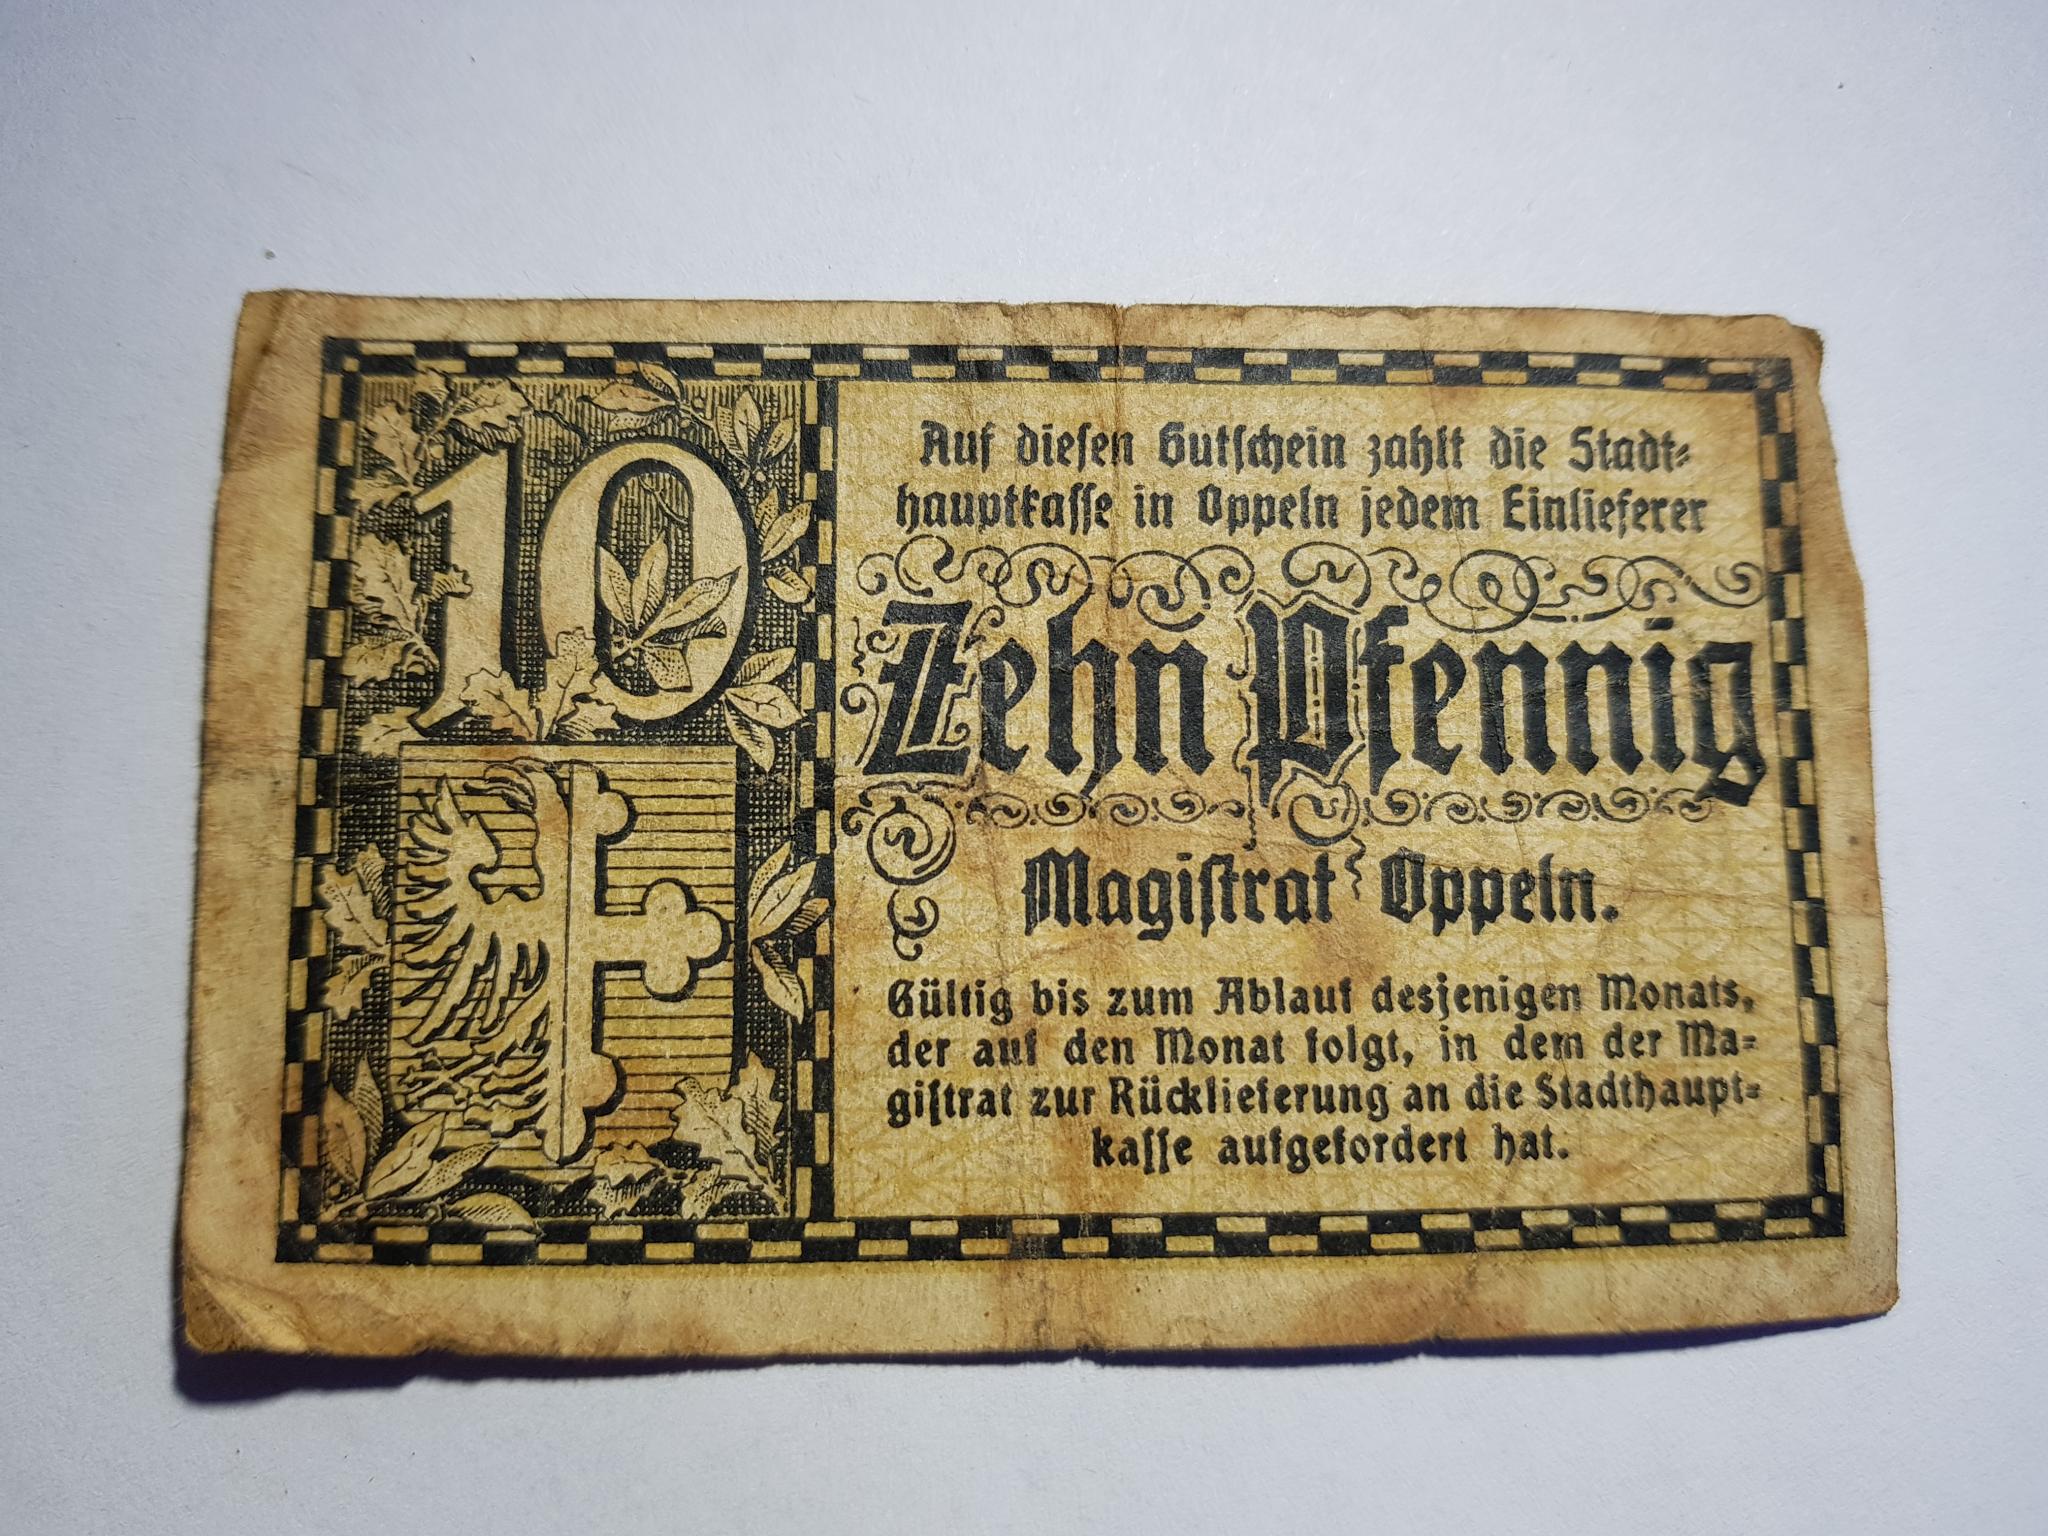 10
Auf diesen Gutschein zahlt die Stadt-
hauptkasse in Oppeln jedem Einlieferer
Zehn Pfennig
Magistrat Oppeln.
Gültig bis zum Ablauf desjenigen Monats,
der auf den Monat folgt, in dem der Ma-
gistrat zur Rücklieferung an die Stadthaupt-
kasse aufgefordert hat.